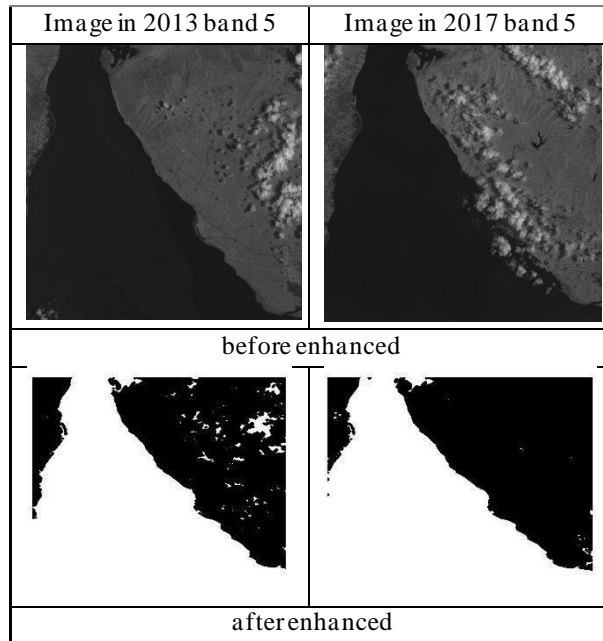 Image in 2013 band 5
Image in 2017 band 5
before enhanced
after enhanced